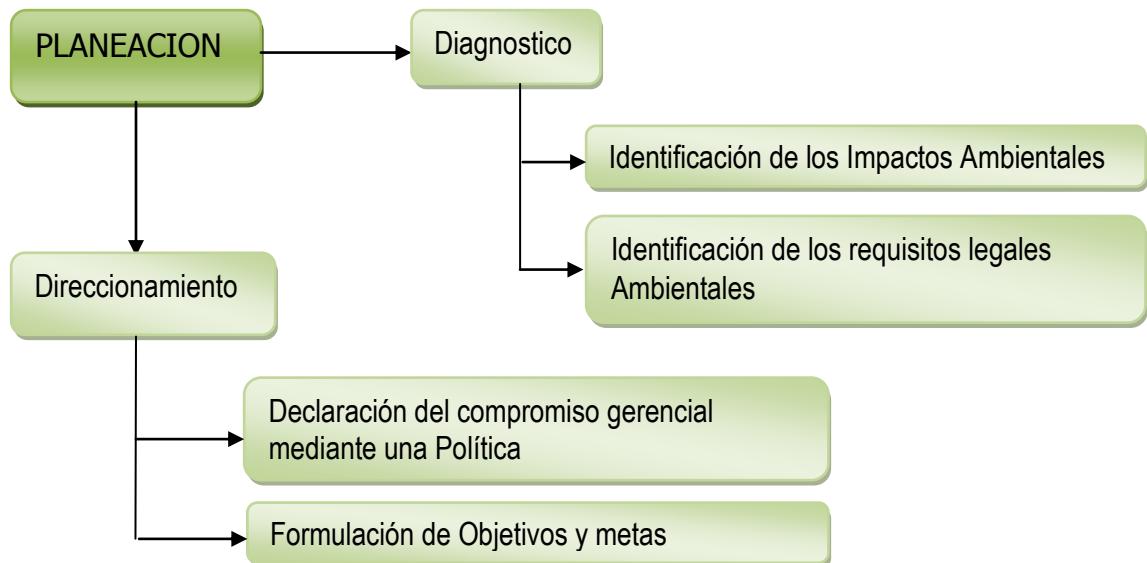 PLANEACION
Diagnostico
Identificación de los Impactos Ambientales
Identificación de los requisitos legales
Ambientales
Direccionamiento
Declaración del compromiso gerencial
mediante una Política
Formulación de Objetivos y metas